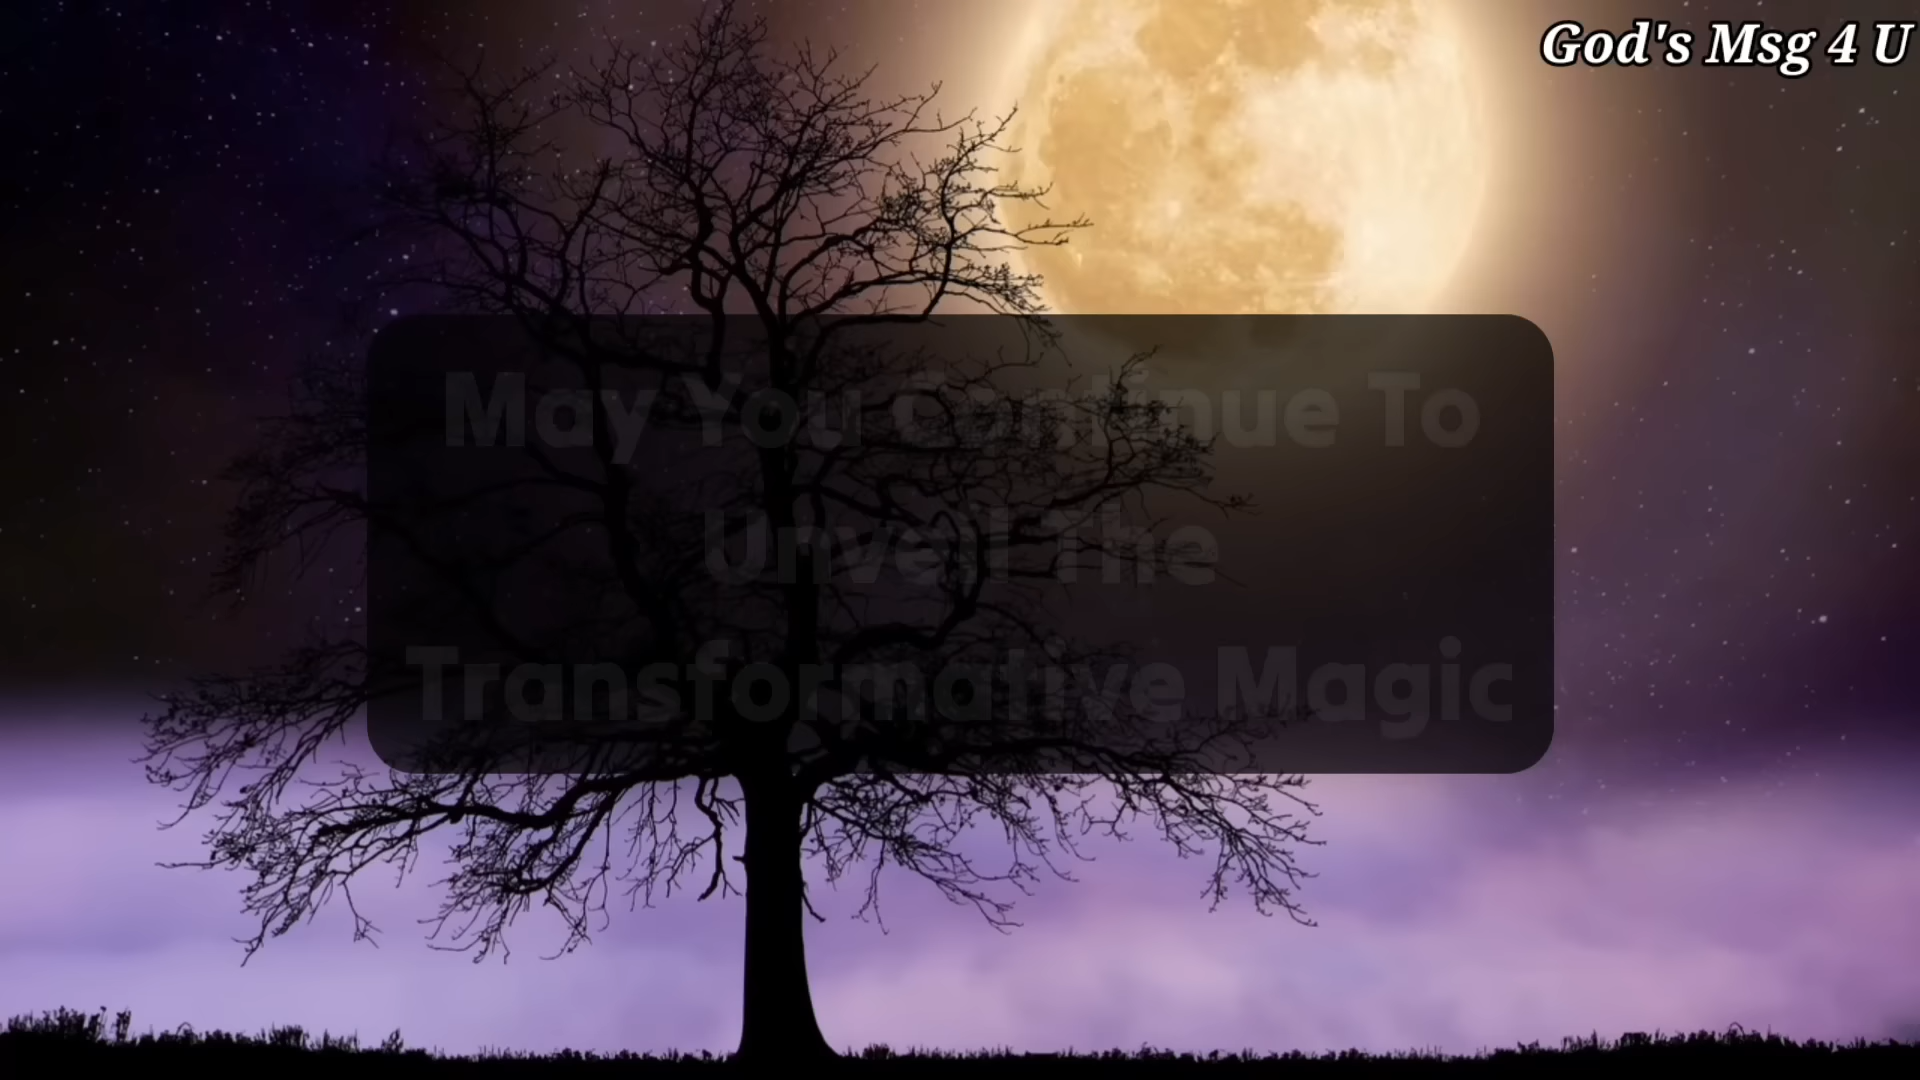 God's Msg 4 U
May You Continue To
Unveil The
Transformative Magic